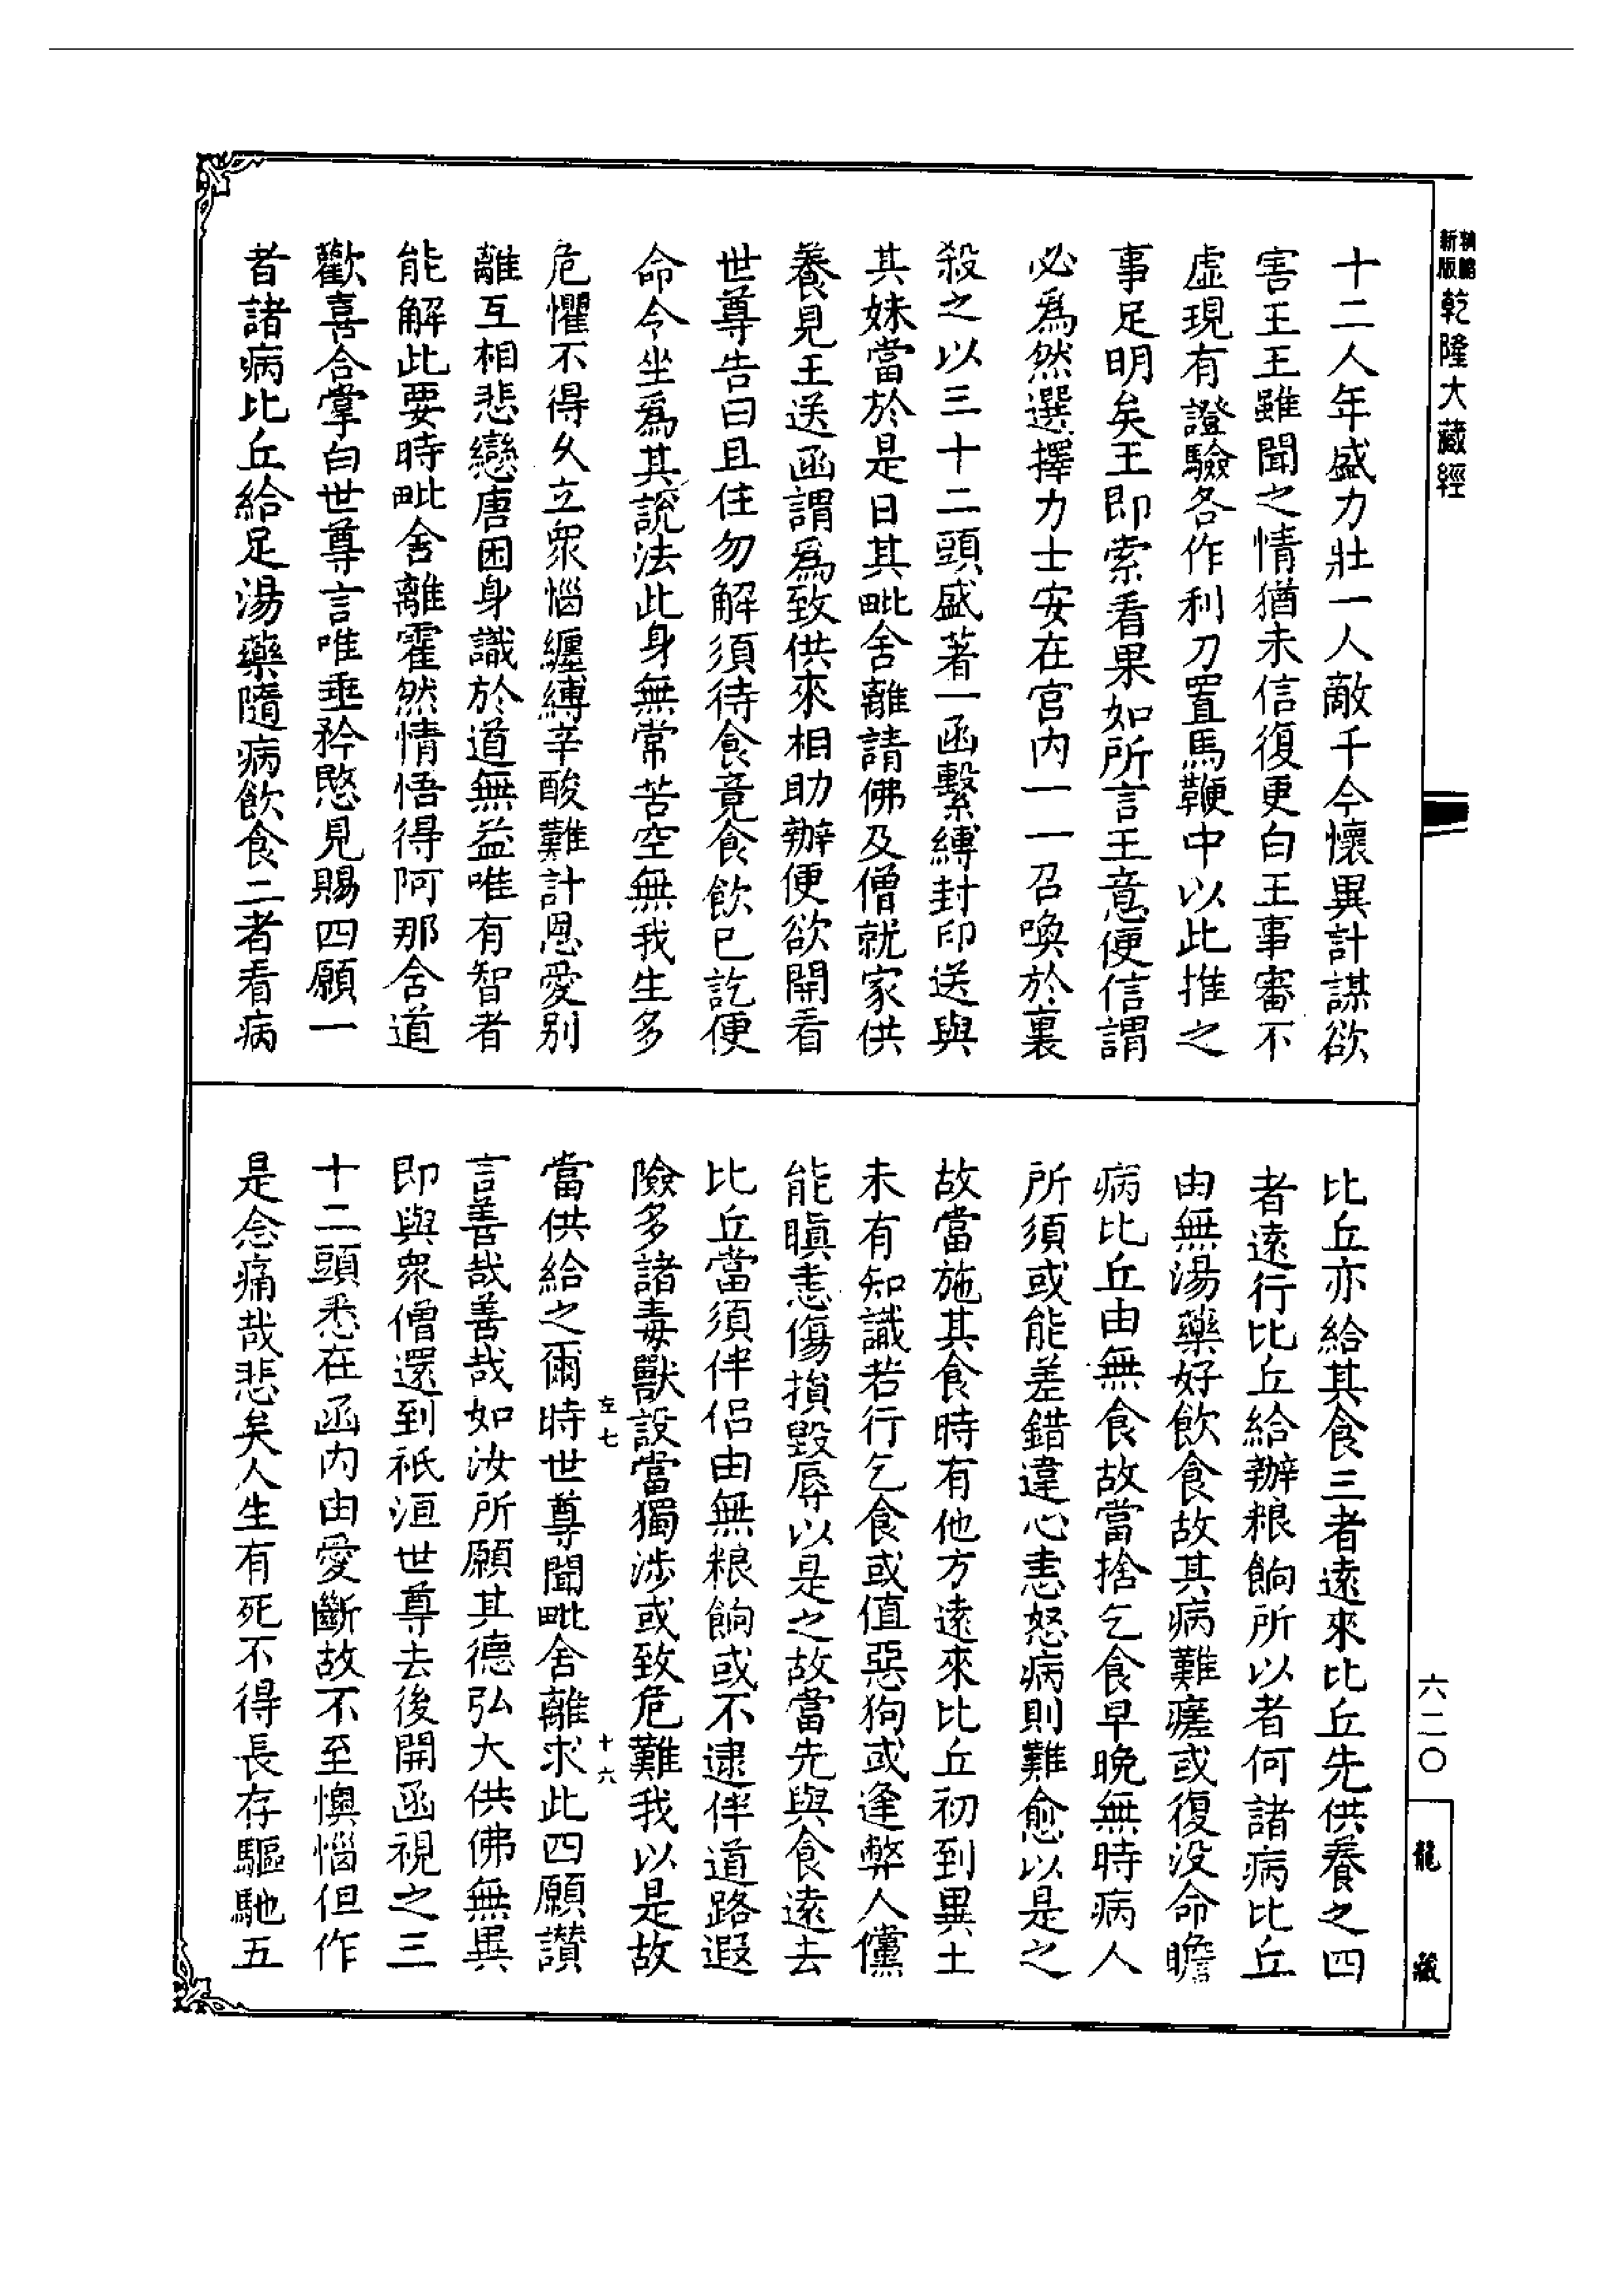 新版
乾隆大藏經
十二人年盛力壯一人敵千今懷異計謀欲
害王王雖聞之情猶未信復更白王事審不
虛現有證驗各作利刀置馬鞭中以此推之
事足明矣王即索看果如所言王意便信謂
必爲然選擇力士安在宫内一一召喚於裏
殺之以三十二頭盛著一函繫縛封印送與
其妹當於是日其毗舍離請佛及僧就家供
養見王送函謂爲致供來相助辦便欲開看
世尊告曰且住勿解須待食竟食飲已訖便
命令坐爲其說法此身無常苦空無我生多
危懼不得久立衆惱纏縛辛酸難計恩愛别
離互相悲戀唐困身識於道無益唯有智者
能解此要時毗舍離霍然情悟得阿那含道
歡喜合掌白世尊言唯垂矜愍見賜四願一
者諸病比丘給足湯藥隨病飲食二者看病
比丘亦給其食三者遠來比丘先供養之四
者遠行比丘給辦粮餉所以者何諸病比丘
由無湯藥好飲食故其病難瘥或復没命瞻
病比丘由無食故當捨乞食早晚無時病人
所須或能差錯違心恚怒病則難愈以是之
故當施其食時有他方遠來比丘初到異土
未有知識若行乞食或值惡狗或逢弊人儻
能瞋恚傷損毀辱以是之故當先與食遠去
比丘當須伴侶由無粮餉或不逮伴道路遐
險多諸毒獸設當獨涉或致危難我以是故
左七
十六
當供給之爾時世尊聞毗舍離求此四願讚
言善哉善哉如汝所願其德弘大供佛無異
即與衆僧還到祇洹世尊去後開函視之三
十二頭悉在函内由愛斷故不至懊惱但作
是念痛哉悲矣人生有死不得長存驅馳五
六二〇
龍藏